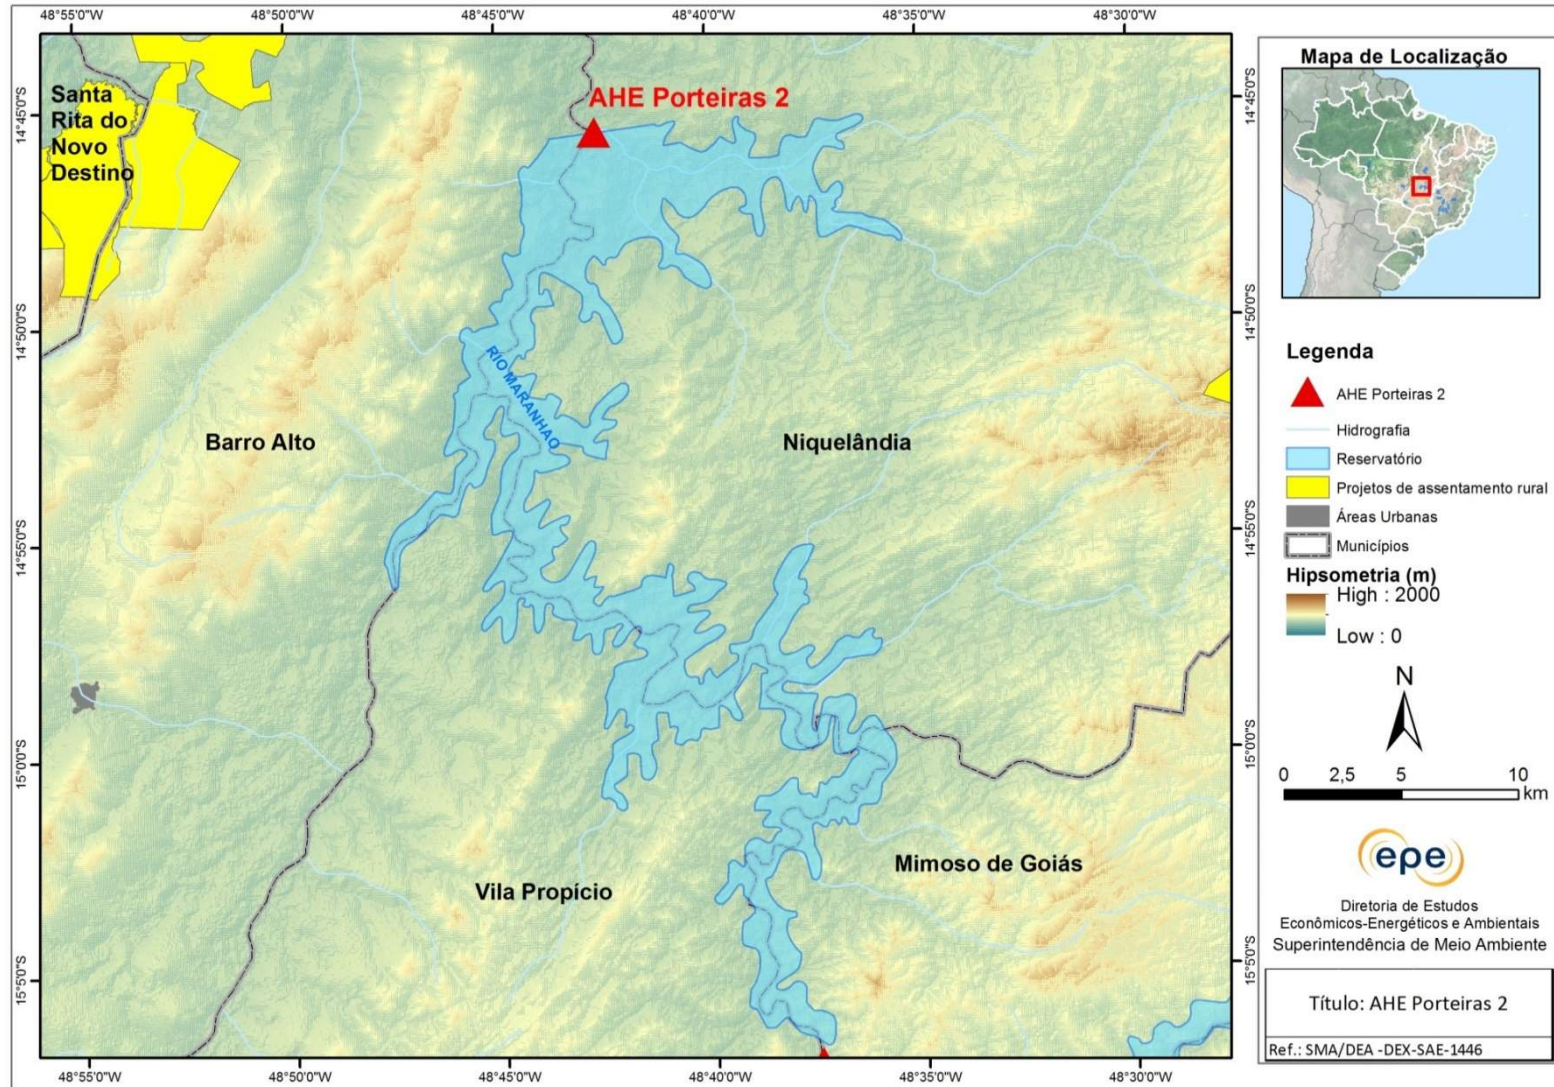 48°55'0"W
48°50'0"W
48°45'0"W
48°40'0"W
48°35'0"W
48°30'0"W
14°45'0"S
14°50'0"S
14°55'0"S
15°0'0"S
15°5'0"S
Santa
Rita do
Novo
Destino
AHE Porteiras 2
RIO MARANHAO
Barro Alto
Niquelândia
Vila Propício
Mimoso de Goiás
14°45'0"S
14°50'0"S
14°55'0"S
15°0'0"S
15°5'0"S
48°55'0"W
48°50'0"W
48°45'0"W
48°40'0"W
48°35'0"W
48°30'0"W
Mapa de Localização
Legenda
AHE Porteiras 2
Hidrografia
Reservatório
Projetos de assentamento rural
Áreas Urbanas
Municípios
Hipsometria (m)
High : 2000
Low : 0
N
0 2,5 5 10
km
epe
Diretoria de Estudos
Econômicos-Energéticos e Ambientais
Superintendência de Meio Ambiente
Título: AHE Porteiras 2
Ref.: SMA/DEA -DEX-SAE-1446